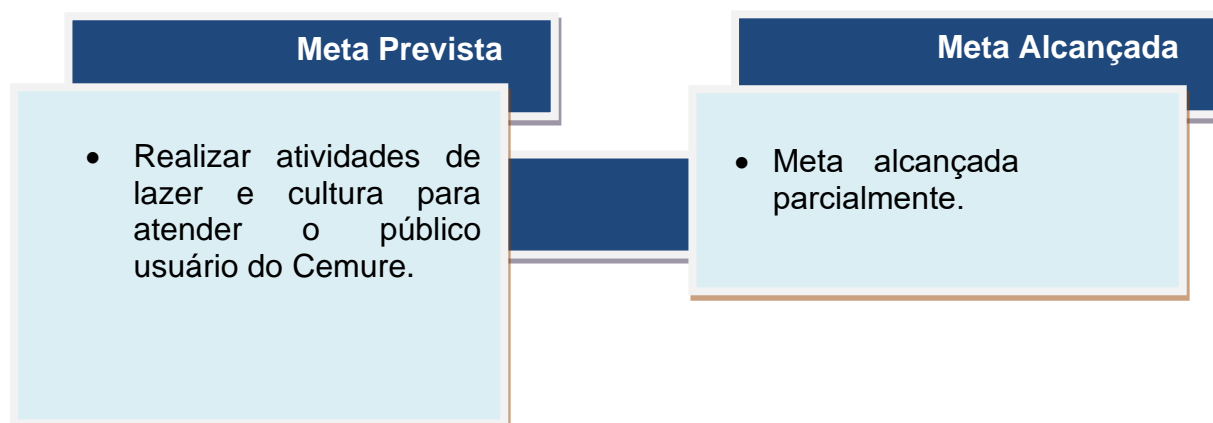 Meta Prevista
• Realizar atividades de
lazer e cultura para
atender o público
usuário do Cemure.
Meta Alcançada
• Meta alcançada
parcialmente.